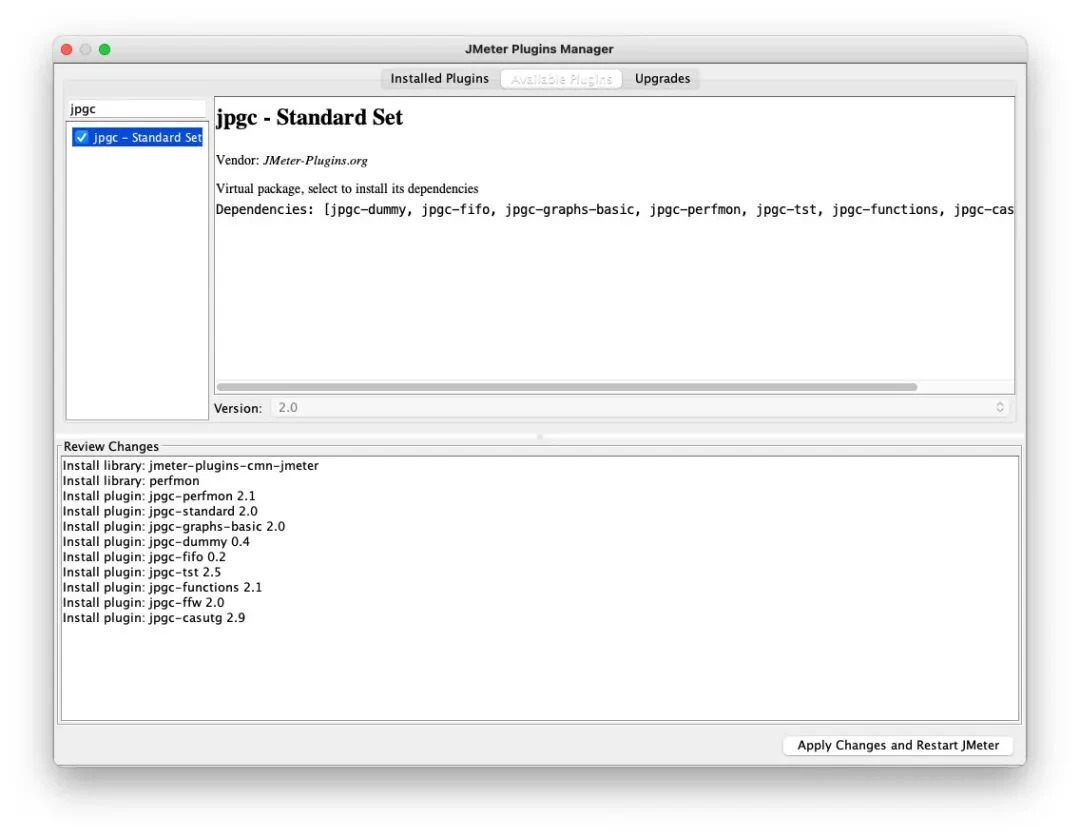 JMeter Plugins Manager
Installed Plugins
Available Plugins
Upgrades
jpgc
jpgc - Standard Set
jpgc - Standard Set
Vendor: JMeter-Plugins.org
Virtual package, select to install its dependencies
Dependencies: [jpgc-dummy, jpgc-fifo, jpgc-graphs-basic, jpgc-perfmon, jpgc-tst, jpgc-functions, jpgc-cas
Version: 2.0
Review Changes
Install library: jmeter-plugins-cmn-jmeter
Install library: perfmon
Install plugin: jpgc-perfmon 2.1
Install plugin: jpgc-standard 2.0
Install plugin: jpgc-graphs-basic 2.0
Install plugin: jpgc-dummy 0.4
Install plugin: jpgc-fifo 0.2
Install plugin: jpgc-tst 2.5
Install plugin: jpgc-functions 2.1
Install plugin: jpgc-ffw 2.0
Install plugin: jpgc-casutg 2.9
Apply Changes and Restart JMeter